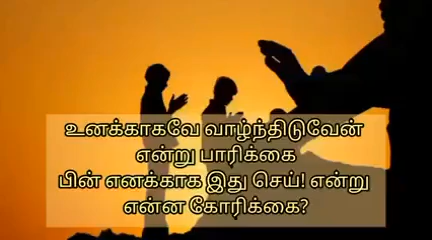 உனக்காகவே வாழ்ந்திடுவேன்
என்று பாரிக்கை
பின் எனக்காக இது செய்! என்று
என்ன கோரிக்கை?